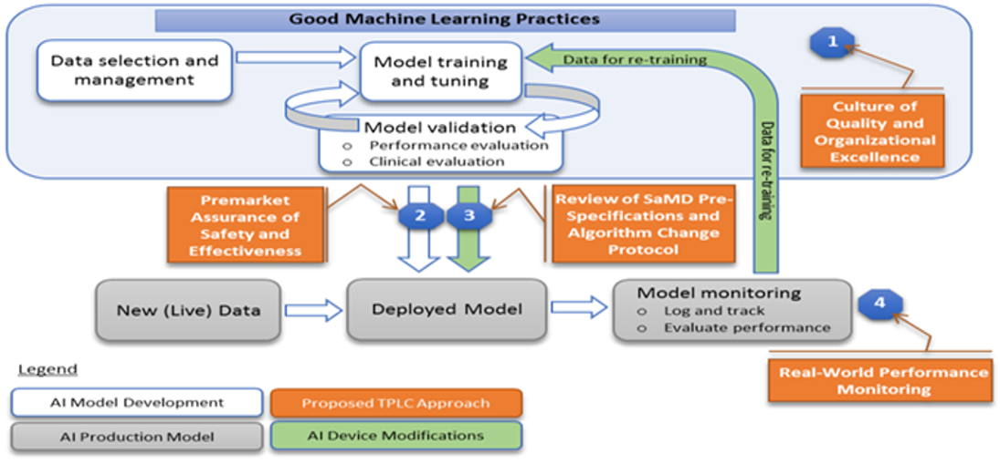 Good Machine Learning Practices
Data selection and
management
Model training
and tuning
Data for re-training
1
Culture of
Quality and
Organizational
Excellence
Model validation
o Performance evaluation
o Clinical evaluation
Data for re-training
Premarket
Assurance of
Safety and
Effectiveness
2
3
Review of SaMD Pre-
Specifications and
Algorithm Change
Protocol
New (Live) Data
Deployed Model
Model monitoring
o Log and track
o Evaluate performance
4
Real-World Performance
Monitoring
Legend
AI Model Development
Proposed TPLC Approach
AI Production Model
AI Device Modifications